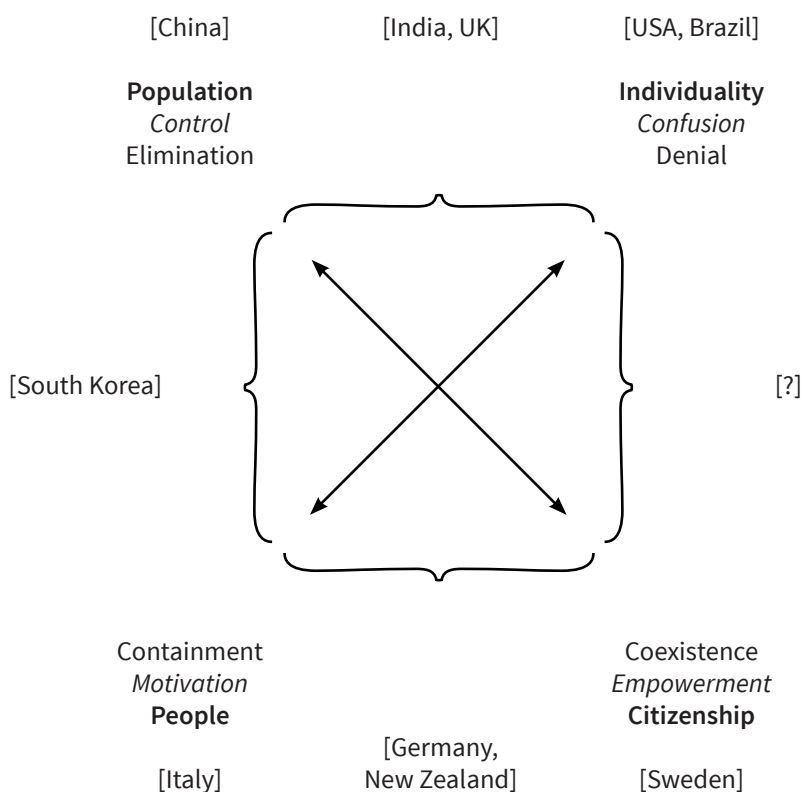 [China] [India, UK] [USA, Brazil]
Population
Control
Elimination
Individuality
Confusion
Denial
[South Korea] [?]
Containment
Motivation
People
Coexistence
Empowerment
Citizenship
[Italy]
[Germany,
New Zealand]
[Sweden]